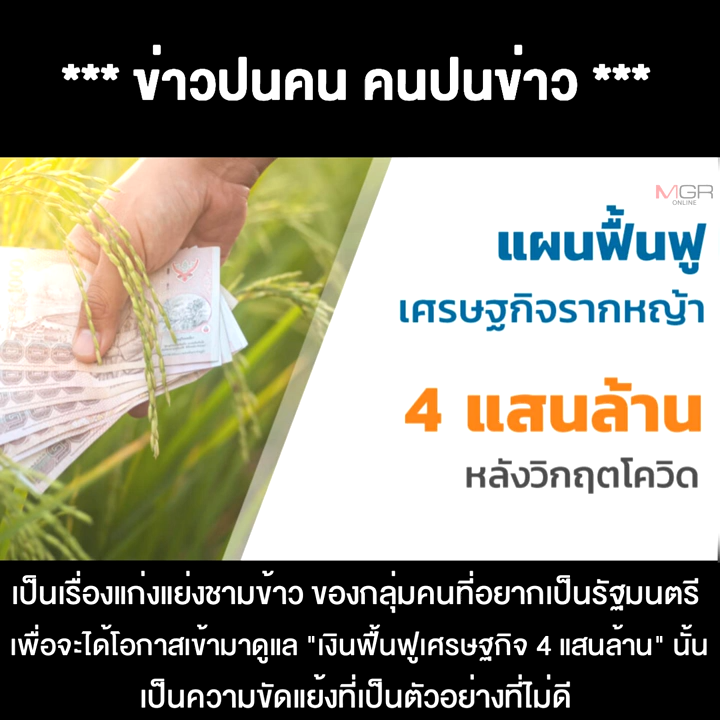 *** ข่าวปนคน คนปนข่าว ***
MGR
ONLINE
แผนฟื้นฟู
เศรษฐกิจรากหญ้า
4 แสนล้าน
หลังวิกฤตโควิด
เป็นเรื่องแก่งแย่งชามข้าว ของกลุ่มคนที่อยากเป็นรัฐมนตรี
เพื่อจะได้โอกาสเข้ามาดูแล "เงินฟื้นฟูเศรษฐกิจ 4 แสนล้าน" นั้น
เป็นความขัดแย้งที่เป็นตัวอย่างที่ไม่ดี